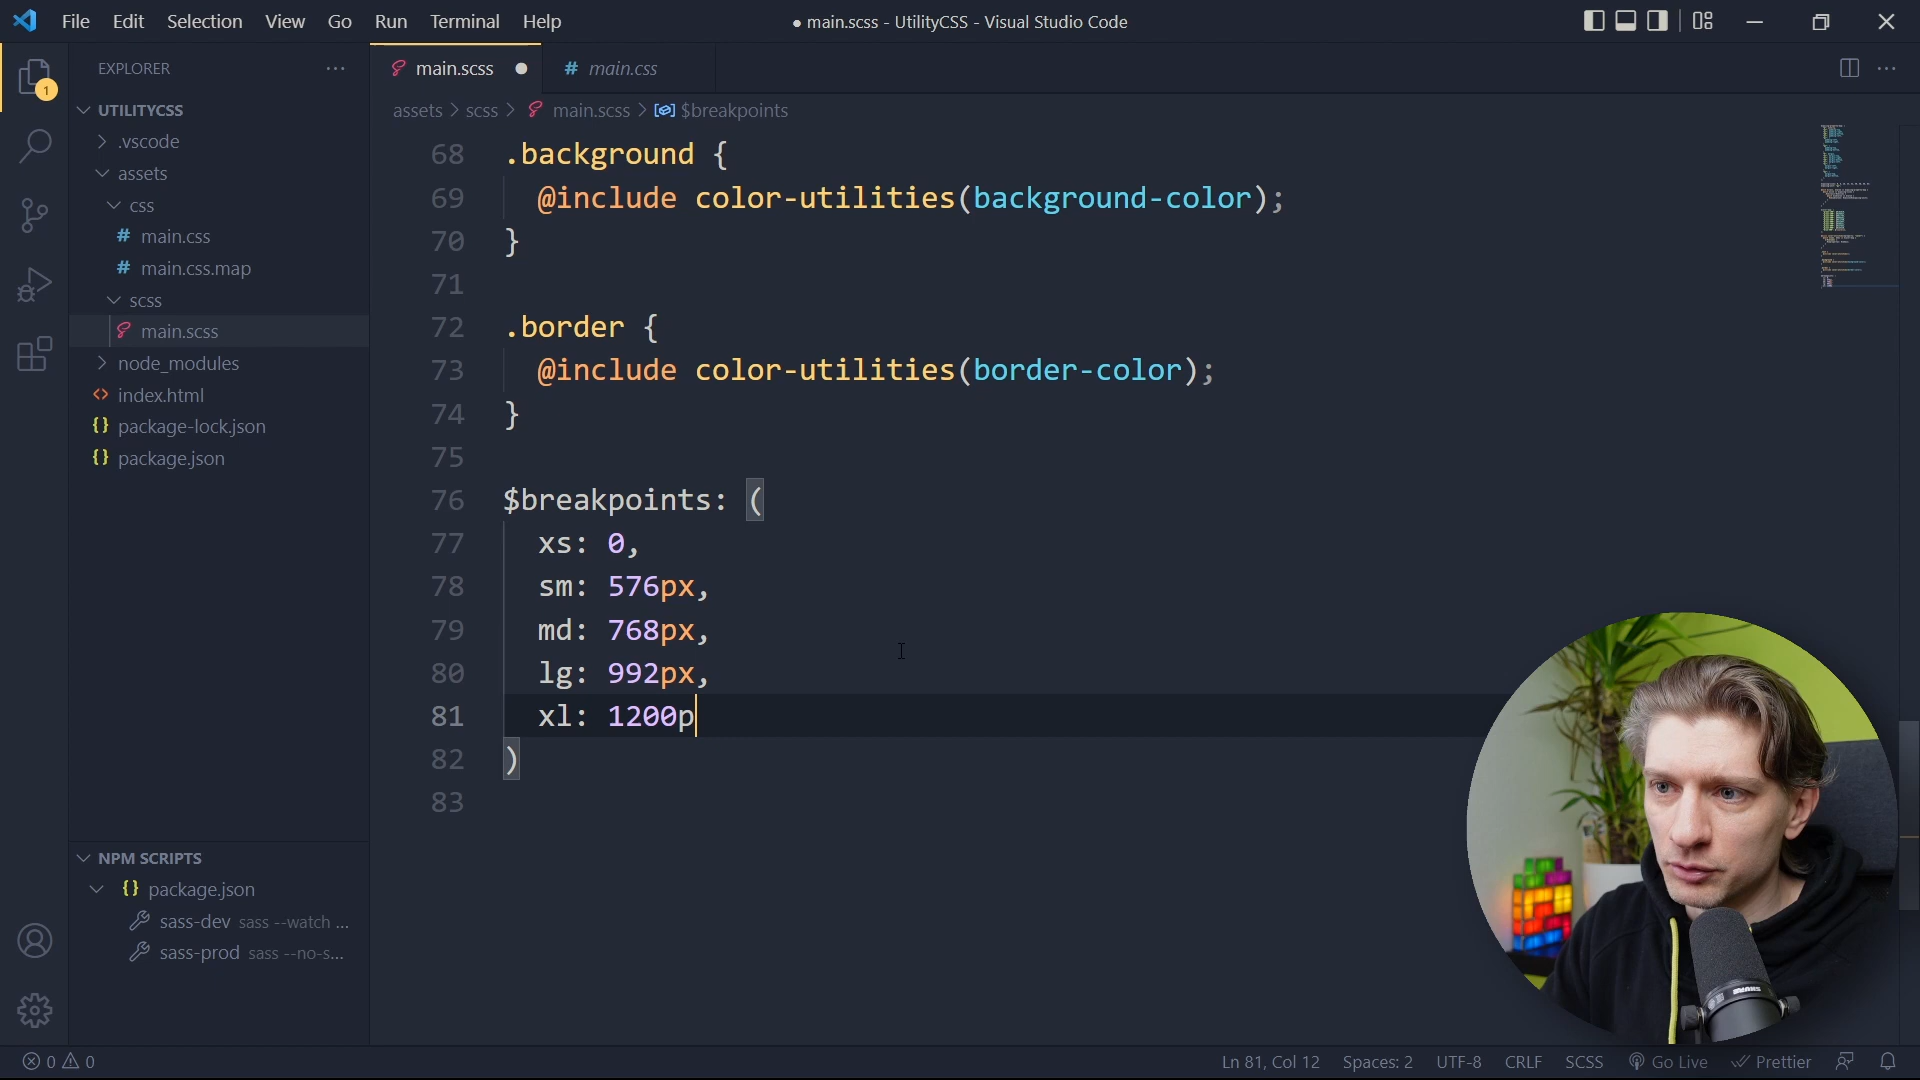 File Edit Selection View Go Run Terminal Help
● main.scss - UtilityCSS - Visual Studio Code
EXPLORER
UTILITYCSS
.vscode
assets
css
main.css
main.css.map
scss
main.scss
node_modules
index.html
package-lock.json
package.json
NPM SCRIPTS
package.json
sass-dev sass --watch ...
sass-prod sass --no-s...
1
main.scss ● # main.css
assets > scss > main.scss > $breakpoints
68 .background {
69 @include color-utilities(background-color);
70 }
71
72 .border {
73 @include color-utilities(border-color);
74 }
75
76 $breakpoints: (
77 xs: 0,
78 sm: 576px,
79 md: 768px,
80 lg: 992px,
81 xl: 1200p
82 )
83
SHURE
0 0
Ln 81, Col 12 Spaces: 2 UTF-8 CRLF SCSS Go Live Prettier